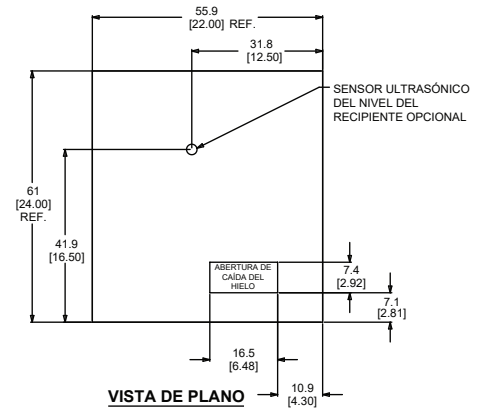 55.9
[22.00] REF.
31.8
[12.50]
SENSOR ULTRASÓNICO
DEL NIVEL DEL
RECIPIENTE OPCIONAL
61
[24.00]
REF.
41.9
[16.50]
ABERTURA DE
CAÍDA DEL
HIELO
7.4
[2.92]
7.1
[2.81]
16.5
[6.48]
10.9
[4.30]
VISTA DE PLANO